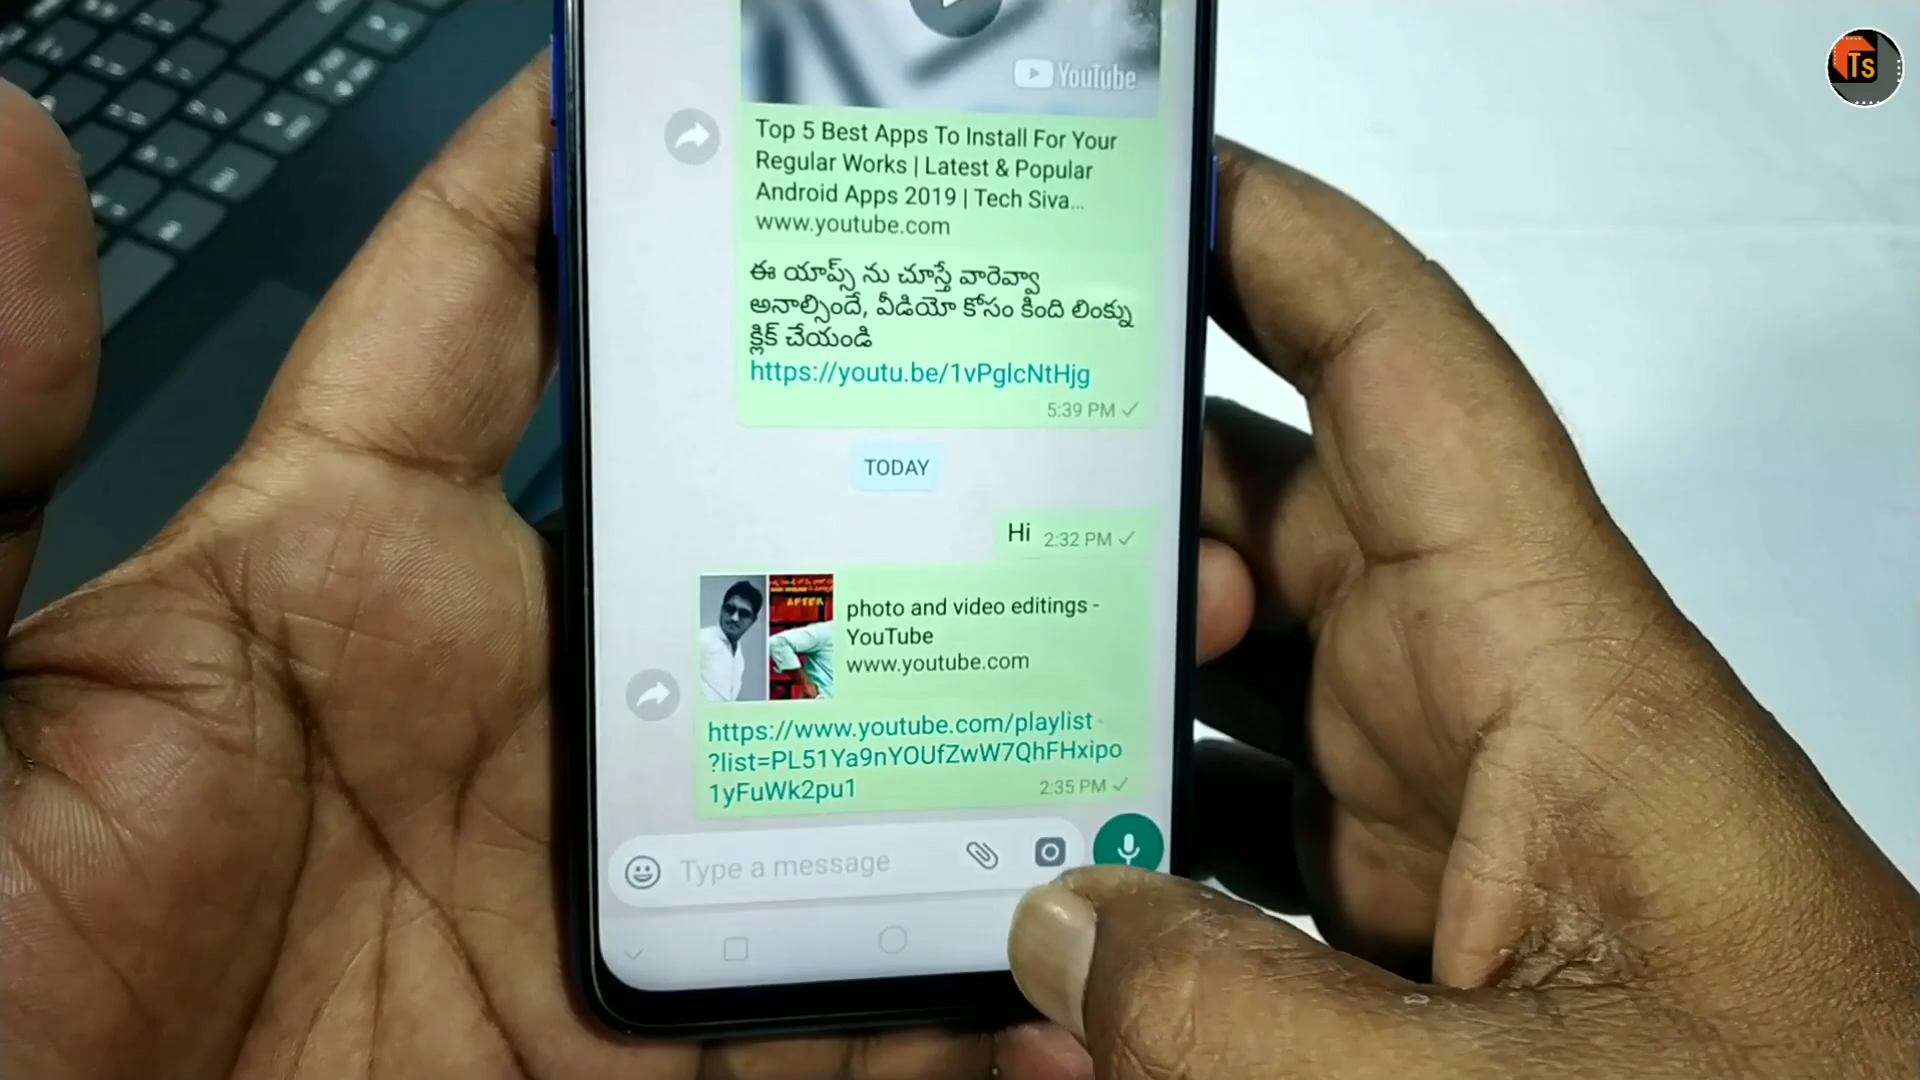 Ts
YouTube
Top 5 Best Apps To Install For Your
Regular Works | Latest & Popular
Android Apps 2019 | Tech Siva...
www.youtube.com
ఈ యాప్స్ ను చూస్తే వారెవ్వా
అనాల్సిందే, వీడియో కోసం కింది లింక్ను
క్లిక్ చేయండి
https://youtu.be/1vPglcNtHjg
5:39 PM
TODAY
Hi 2:32 PM
AFTER
photo and video editings -
YouTube
www.youtube.com
https://www.youtube.com/playlist
?list=PL51Ya9nYOUfZwW7QhFHxipo
1yFuWk2pu1
2:35 PM
Type a message